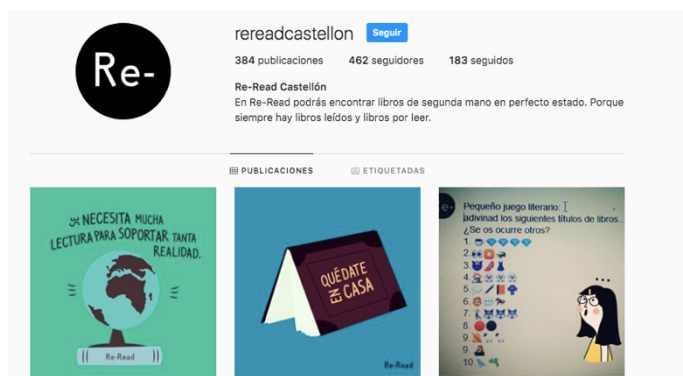 Re-
rereadcastellon Seguir
384 publicaciones 462 seguidores 183 seguidos
Re-Read Castellón
En Re-Read podrás encontrar libros de segunda mano en perfecto estado. Porque
siempre hay libros leídos y libros por leer.
PUBLICACIONES ETIQUETADAS
SE NECESITA MUCHA
LECTURA PARA SOPORTAR TANTA
REALIDAD.
Re-Read
QUÉDATE
EN CASA
Re-Read
Pequeño juego literario:
adivinad los siguientes títulos de libros...
¿Se os ocurre otros?
1.
2.
3.
4.
5.
6.
7.
8.
9.
9.
10.